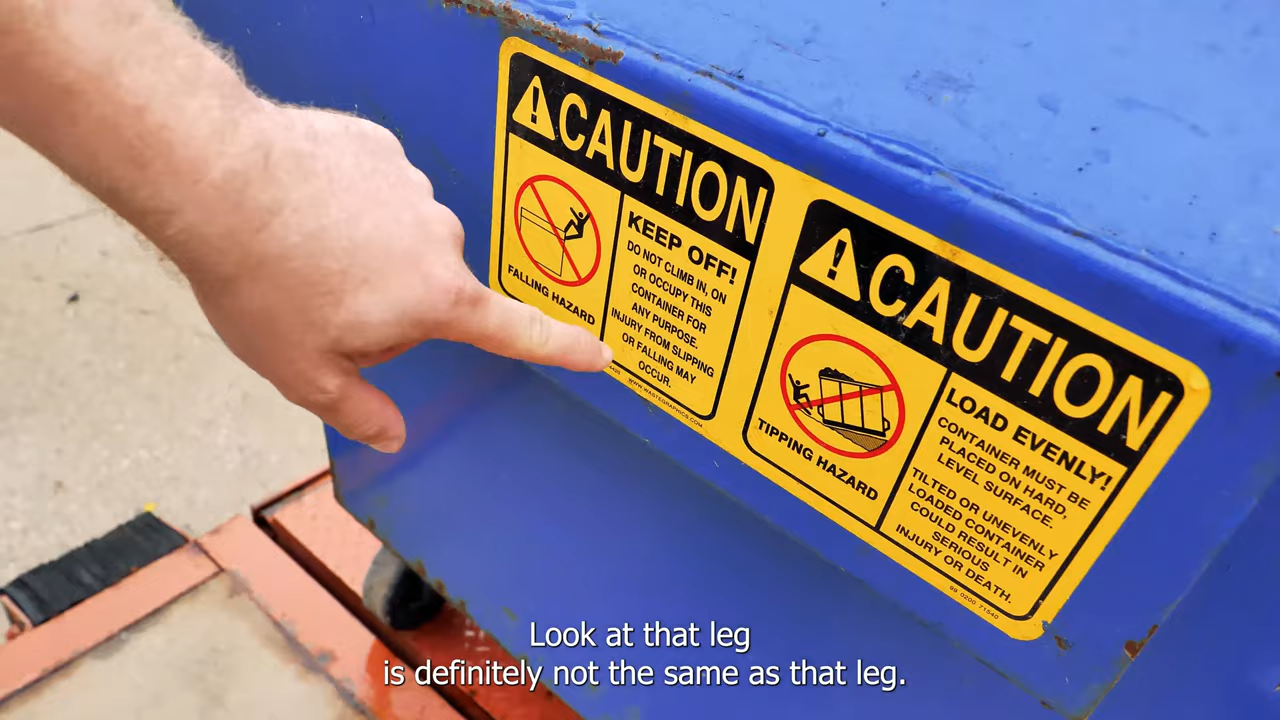 CAUTION
FALLING HAZARD
KEEP OFF!
DO NOT CLIMB IN, ON
OR OCCUPY THIS
CONTAINER FOR
ANY PURPOSE.
INJURY FROM SLIPPING
OR FALLING MAY
OCCUR.
WWW.WASTEGRAPHICS.COM
CAUTION
TIPPING HAZARD
LOAD EVENLY!
CONTAINER MUST BE
PLACED ON HARD,
LEVEL SURFACE.
TILTED OR UNEVENLY
LOADED CONTAINER
COULD RESULT IN
SERIOUS
INJURY OR DEATH.
Look at that leg
is definitely not the same as that leg.